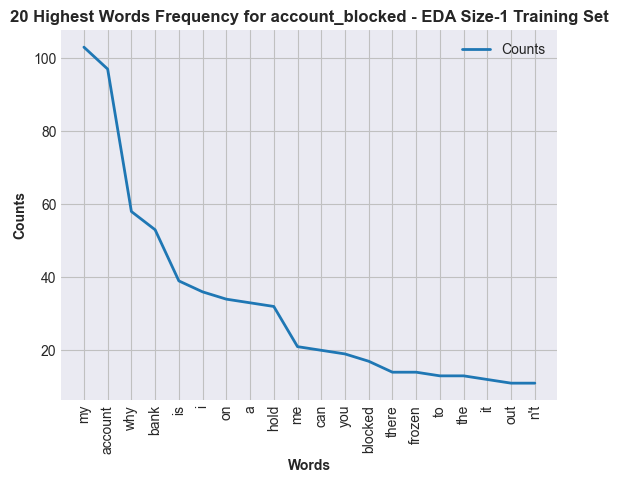 20 Highest Words Frequency for account_blocked - EDA Size-1 Training Set
Counts
100
80
60
40
20
Counts
my
account
why
bank
is
i
on
a
hold
me
can
you
blocked
there
frozen
to
the
it
out
n't
Words